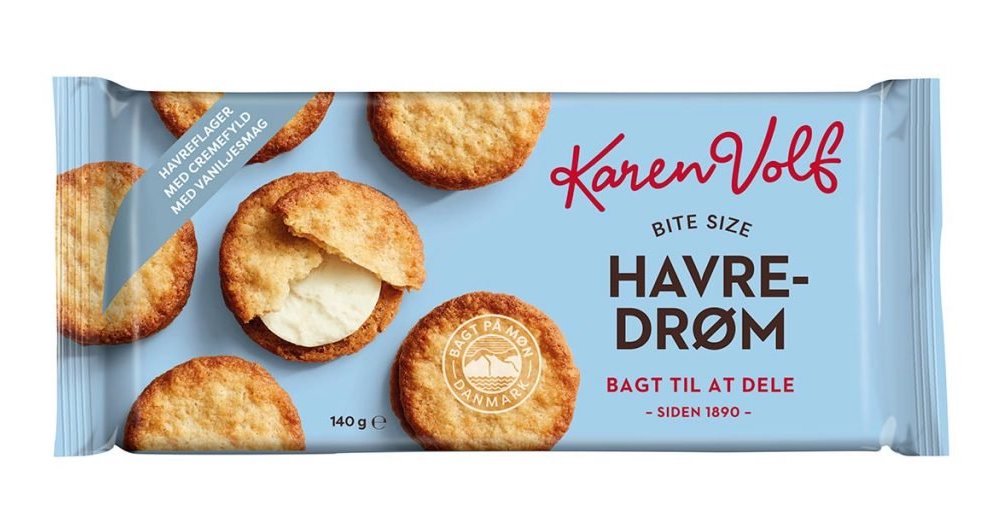 HAVREFLAGER
MED CREMEFYLD
MED VANILJESMAG
Karen Volf
BITE SIZE
HAVRE-
DRØM
BAGT TIL AT DELE
- SIDEN 1890 -
BAGT PÅ MØN
DANMARK
140 g ℮